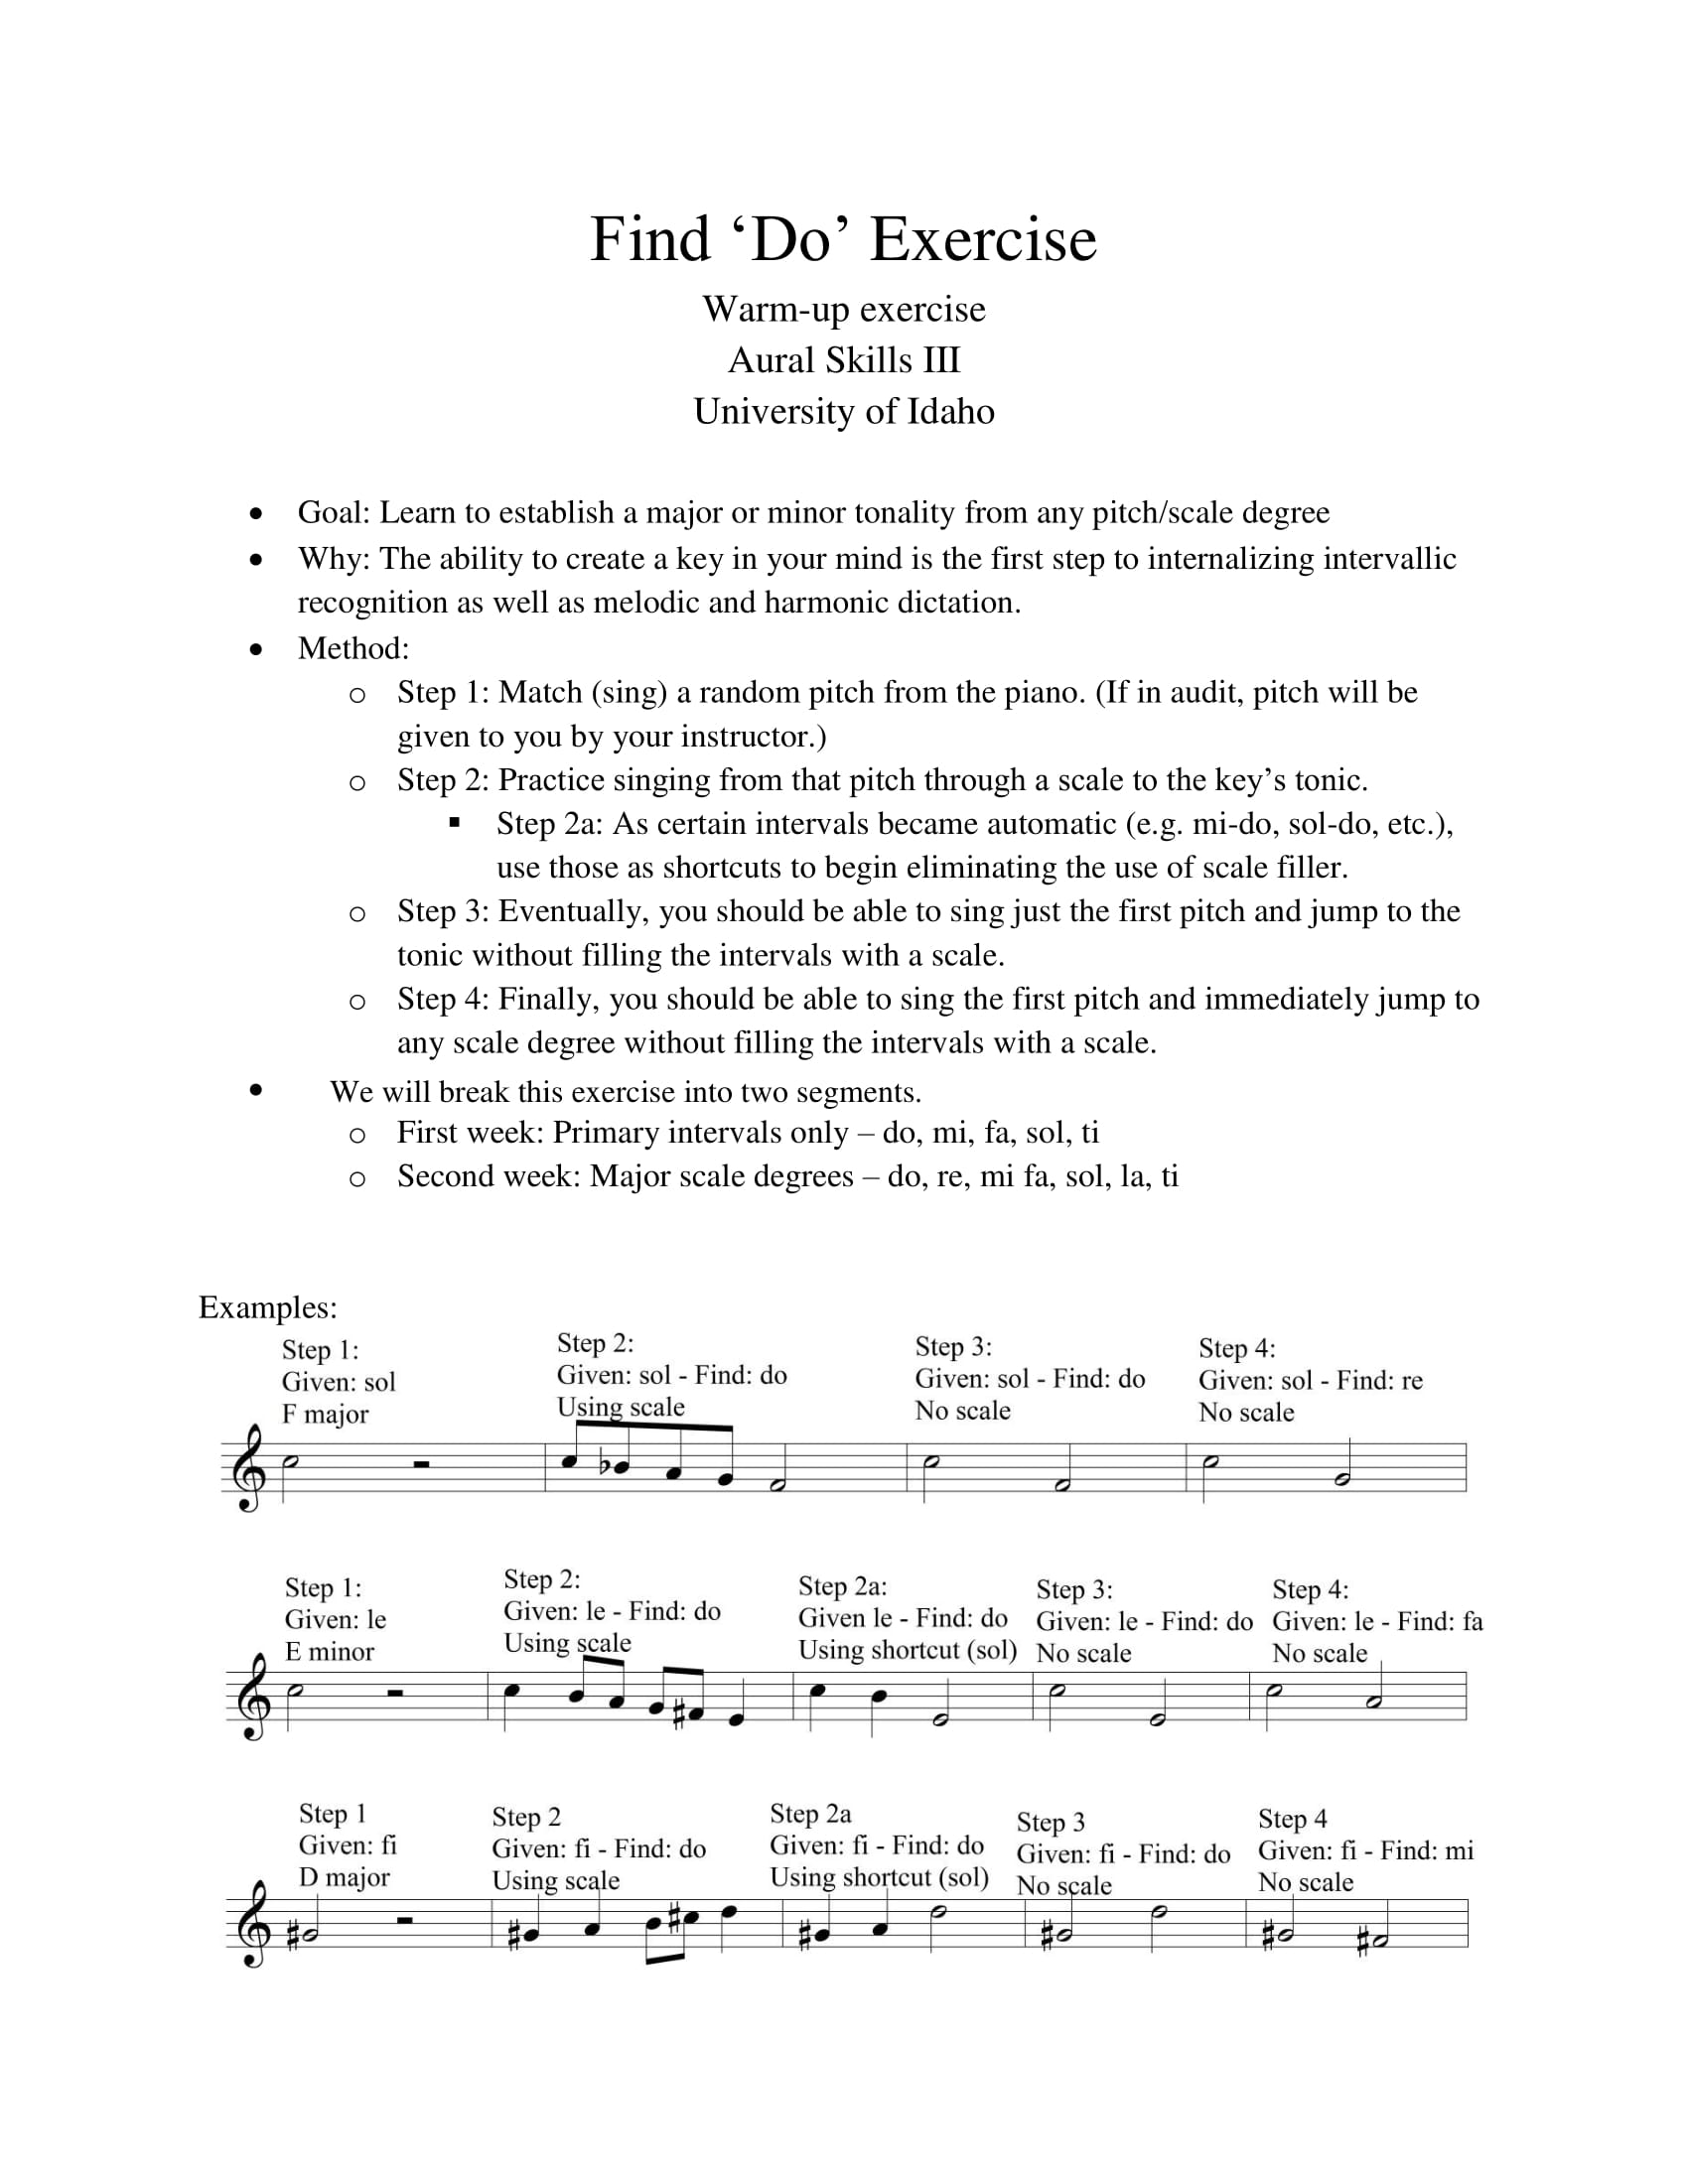 Find ‘Do’ Exercise
Warm-up exercise
Aural Skills III
University of Idaho
• Goal: Learn to establish a major or minor tonality from any pitch/scale degree
• Why: The ability to create a key in your mind is the first step to internalizing intervallic
recognition as well as melodic and harmonic dictation.
• Method:
o Step 1: Match (sing) a random pitch from the piano. (If in audit, pitch will be
given to you by your instructor.)
o Step 2: Practice singing from that pitch through a scale to the key’s tonic.
▪ Step 2a: As certain intervals became automatic (e.g. mi-do, sol-do, etc.),
use those as shortcuts to begin eliminating the use of scale filler.
o Step 3: Eventually, you should be able to sing just the first pitch and jump to the
tonic without filling the intervals with a scale.
o Step 4: Finally, you should be able to sing the first pitch and immediately jump to
any scale degree without filling the intervals with a scale.
• We will break this exercise into two segments.
o First week: Primary intervals only – do, mi, fa, sol, ti
o Second week: Major scale degrees – do, re, mi fa, sol, la, ti
Examples:
Step 1:
Given: sol
F major
Step 2:
Given: sol - Find: do
Using scale
Step 3:
Given: sol - Find: do
No scale
Step 4:
Given: sol - Find: re
No scale
Step 1:
Given: le
E minor
Step 2:
Given: le - Find: do
Using scale
Step 2a:
Given le - Find: do
Using shortcut (sol)
Step 3:
Given: le - Find: do
No scale
Step 4:
Given: le - Find: fa
No scale
Step 1
Given: fi
D major
Step 2
Given: fi - Find: do
Using scale
Step 2a
Given: fi - Find: do
Using shortcut (sol)
Step 3
Given: fi - Find: do
No scale
Step 4
Given: fi - Find: mi
No scale